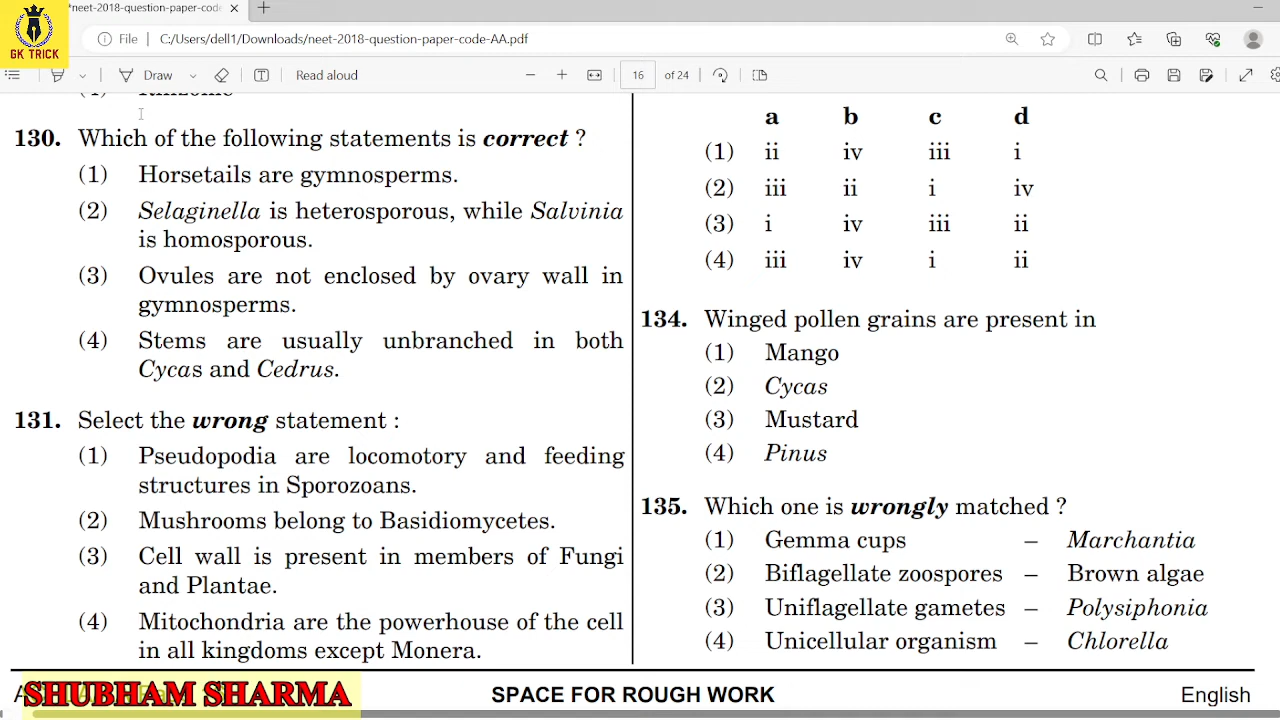 GK TRICK
*neet-2018-question-paper-code
File | C:/Users/dell1/Downloads/neet-2018-question-paper-code-AA.pdf
Draw
Read aloud
16 of 24
130. Which of the following statements is correct ?
(1) Horsetails are gymnosperms.
(2) Selaginella is heterosporous, while Salvinia
is homosporous.
(3) Ovules are not enclosed by ovary wall in
gymnosperms.
(4) Stems are usually unbranched in both
Cycas and Cedrus.
131. Select the wrong statement :
(1) Pseudopodia are locomotory and feeding
structures in Sporozoans.
(2) Mushrooms belong to Basidiomycetes.
(3) Cell wall is present in members of Fungi
and Plantae.
(4) Mitochondria are the powerhouse of the cell
in all kingdoms except Monera.
a b c d
(1) ii iv iii i
(2) iii ii i iv
(3) i iv iii ii
(4) iii iv i ii
134. Winged pollen grains are present in
(1) Mango
(2) Cycas
(3) Mustard
(4) Pinus
135. Which one is wrongly matched ?
(1) Gemma cups – Marchantia
(2) Biflagellate zoospores – Brown algae
(3) Uniflagellate gametes – Polysiphonia
(4) Unicellular organism – Chlorella
SHUBHAM SHARMA
SPACE FOR ROUGH WORK
English